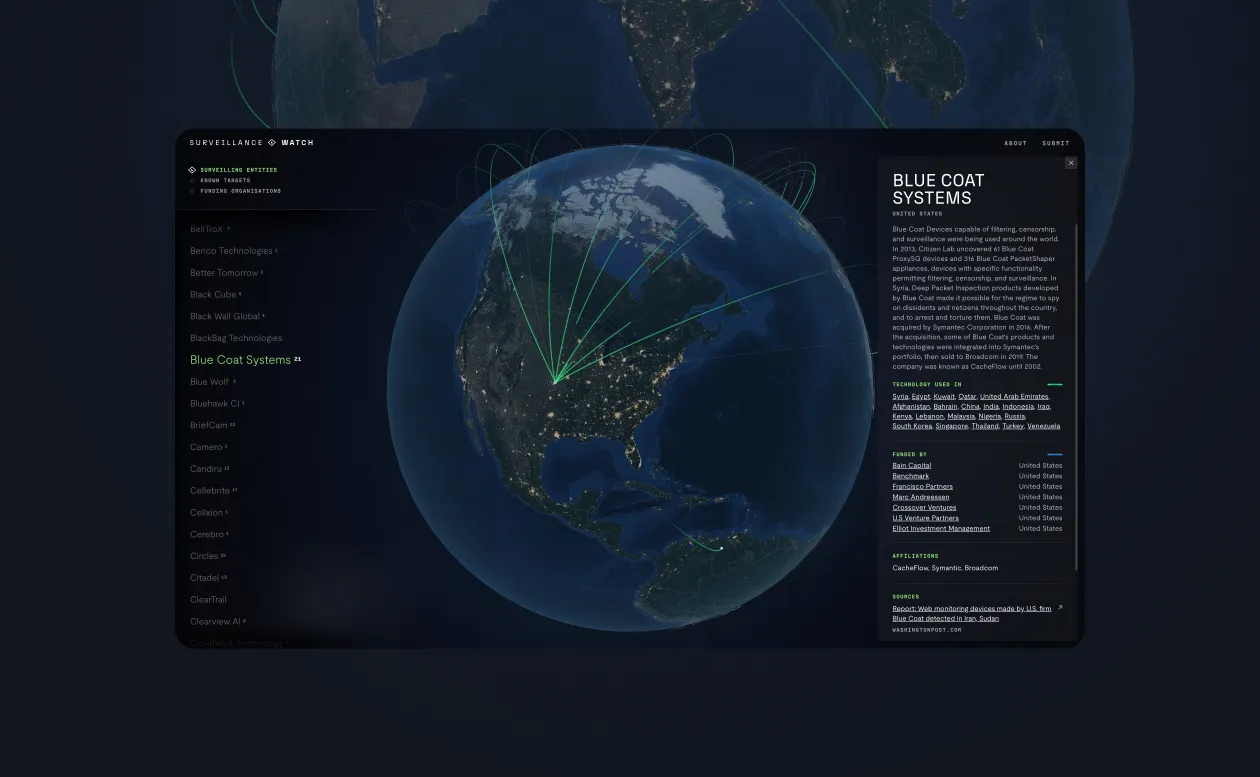 SURVEILLANCE WATCH
ABOUT SUBMIT
SURVEILLING ENTITIES
KNOWN TARGETS
FUNDING ORGANISATIONS
BellTroX
Benco Technologies
Better Tomorrow
Black Cube
Black Wall Global
BlackBag Technologies
Blue Coat Systems 21
Blue Wolf
Bluehawk CI
BriefCam 22
Camero
Candiru 12
Cellebrite 17
Cellxion
Cerebro
Circles
Citadel 13
ClearTrail
Clearview AI
BLUE COAT
SYSTEMS
UNITED STATES
Blue Coat Devices capable of filtering, censorship,
and surveillance were being used around the world.
In 2013, Citizen Lab uncovered 61 Blue Coat
ProxySG devices and 316 Blue Coat PacketShaper
appliances, devices with specific functionality
permitting filtering, censorship, and surveillance. In
Syria, Deep Packet Inspection products developed
by Blue Coat made it possible for the regime to spy
on dissidents and netizens throughout the country,
and to arrest and torture them. Blue Coat was
acquired by Symantec Corporation in 2016. After
the acquisition, some of Blue Coat's products and
technologies were integrated into Symantec's
portfolio, then sold to Broadcom in 2019. The
company was known as CacheFlow until 2002.
TECHNOLOGY USED IN
Syria, Egypt, Kuwait, Qatar, United Arab Emirates,
Afghanistan, Bahrain, China, India, Indonesia, Iraq,
Kenya, Lebanon, Malaysia, Nigeria, Russia,
South Korea, Singapore, Thailand, Turkey, Venezuela
FUNDED BY
Bain Capital United States
Benchmark United States
Francisco Partners United States
Marc Andreessen United States
Crossover Ventures United States
U.S Venture Partners United States
Elliot Investment Management United States
AFFILIATIONS
CacheFlow, Symantic, Broadcom
SOURCES
Report: Web monitoring devices made by U.S. firm
Blue Coat detected in Iran, Sudan
WASHINGTONPOST.COM